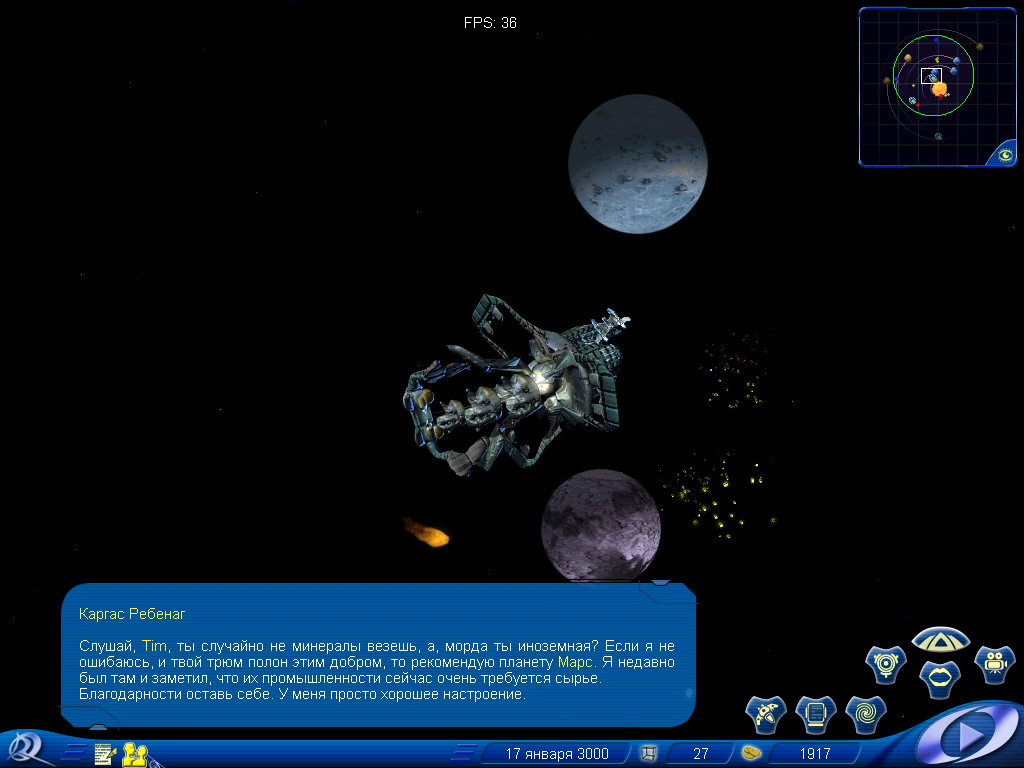 FPS: 36
Каргас Ребенаг
Слушай, Tim, ты случайно не минералы везешь, а, морда ты иноземная? Если я не
ошибаюсь, и твой трюм полон этим добром, то рекомендую планету Марс. Я недавно
был там и заметил, что их промышленности сейчас очень требуется сырье.
Благодарности оставь себе. У меня просто хорошее настроение.
17 января 3000
27
1917